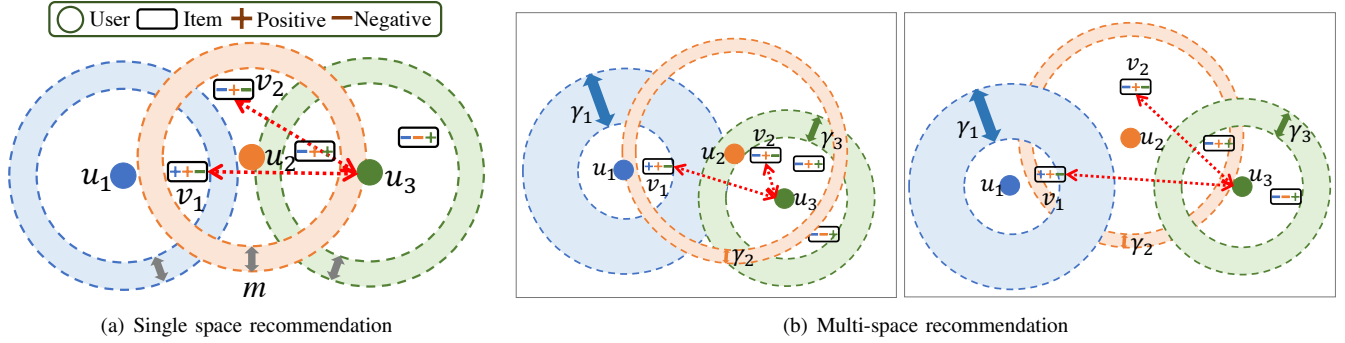 User Item Positive Negative
v₂
u₂
u₁
v₁
u₃
m
(a) Single space recommendation
γ₁
u₁
v₁
u₂
v₂
γ₃
u₃
γ₂
v₂
γ₁
u₂
γ₃
u₁
v₁
u₃
γ₂
(b) Multi-space recommendation